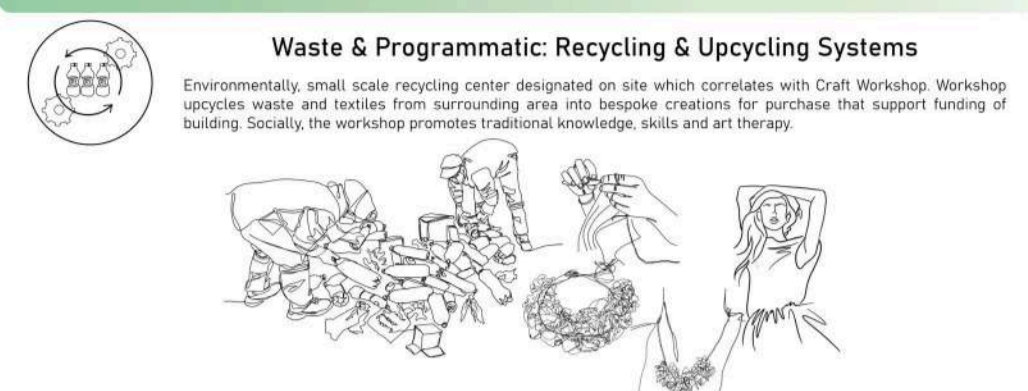 Waste & Programmatic: Recycling & Upcycling Systems
Environmentally, small scale recycling center designated on site which correlates with Craft Workshop. Workshop
upcycles waste and textiles from surrounding area into bespoke creations for purchase that support funding of
building. Socially, the workshop promotes traditional knowledge, skills and art therapy.